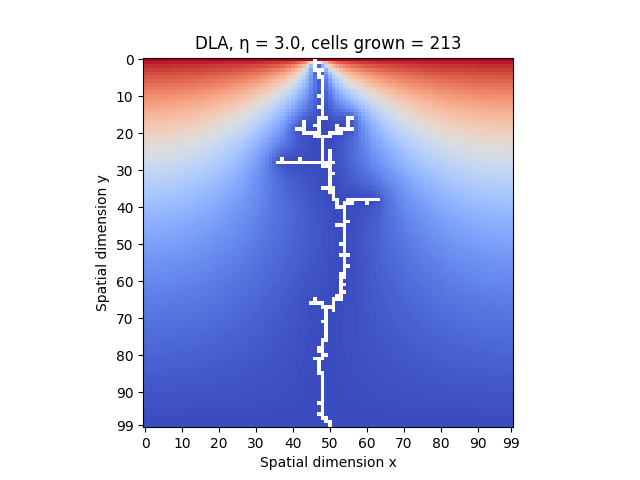 DLA, η = 3.0, cells grown = 213
0
10
20
30
40
50
60
70
80
90
99
Spatial dimension y
0 10 20 30 40 50 60 70 80 90 99
Spatial dimension x